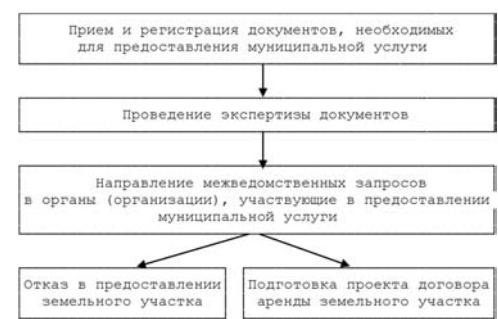 Прием и регистрация документов, необходимых
для предоставления муниципальной услуги
Проведение экспертизы документов
Направление межведомственных запросов
в органы (организации), участвующие в предоставлении
муниципальной услуги
Отказ в предоставлении
земельного участка
Подготовка проекта договора
аренды земельного участка